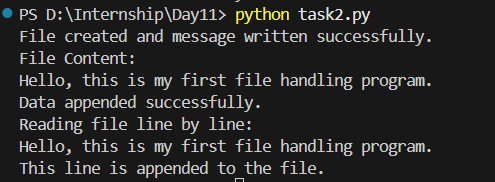 PS D:\Internship\Day11> python task2.py
File created and message written successfully.
File Content:
Hello, this is my first file handling program.
Data appended successfully.
Reading file line by line:
Hello, this is my first file handling program.
This line is appended to the file.